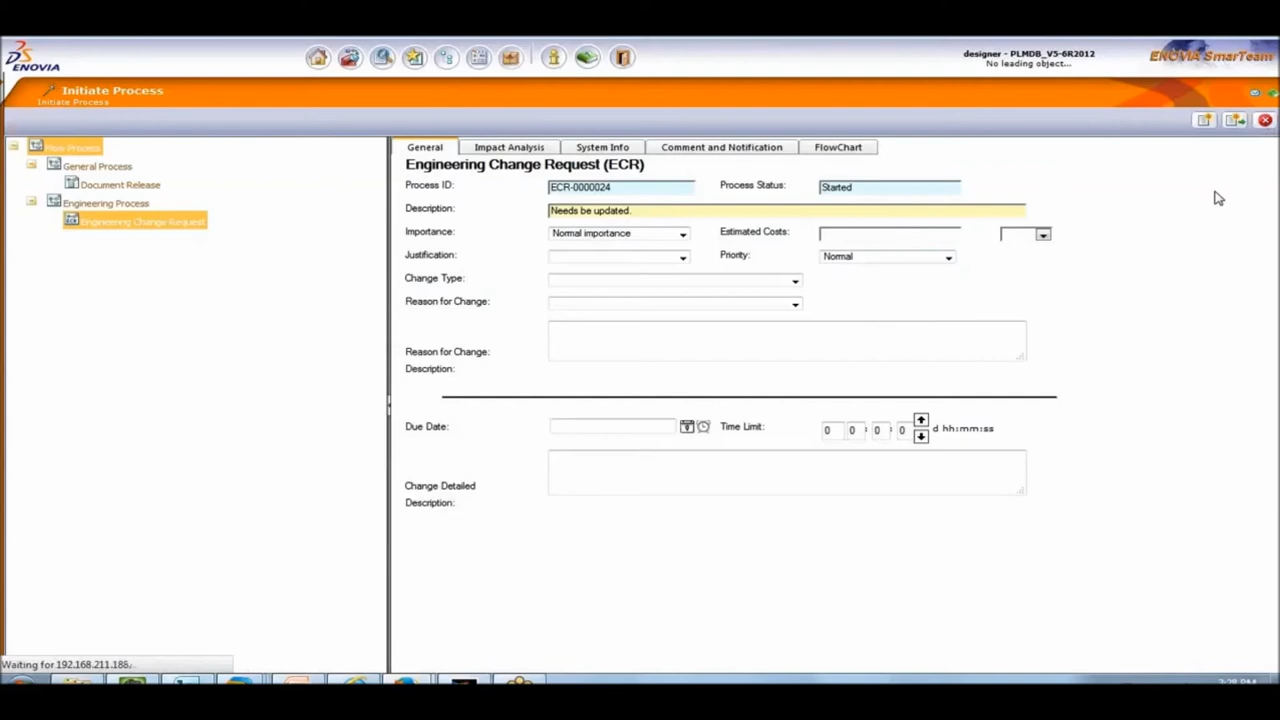 DS
ENOVIA
designer - PLMDB_V5-6R2012
No leading object...
ENOVIA SmarTeam
Initiate Process
Initiate Process
Flow Process
General Process
Document Release
Engineering Process
Engineering Change Request
General Impact Analysis System Info Comment and Notification FlowChart
Engineering Change Request (ECR)
Process ID: ECR-0000024 Process Status: Started
Description: Needs be updated.
Importance: Normal importance Estimated Costs:
Justification: Priority: Normal
Change Type:
Reason for Change:
Reason for Change:
Description:
Due Date: Time Limit: 0 0 : 0 : 0 d hh:mm:ss
Change Detailed
Description:
Waiting for 192.168.211.188...